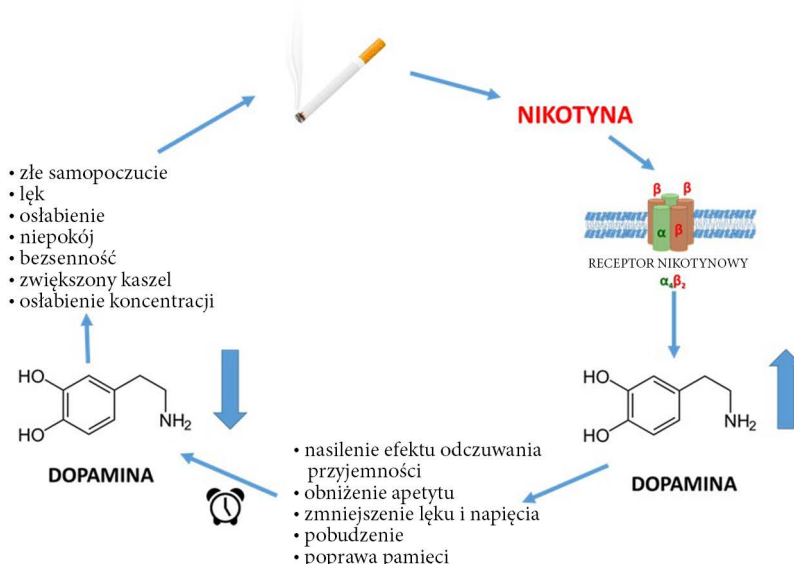 NIKOTYNA
β β
α β
RECEPTOR NIKOTYNOWY
α₄β₂
HO
HO
NH₂
DOPAMINA
• nasilenie efektu odczuwania
przyjemności
• obniżenie apetytu
• zmniejszenie lęku i napięcia
• pobudzenie
• poprawa pamięci
HO
HO
NH₂
DOPAMINA
• złe samopoczucie
• lęk
• osłabienie
• niepokój
• bezsenność
• zwiększony kaszel
• osłabienie koncentracji